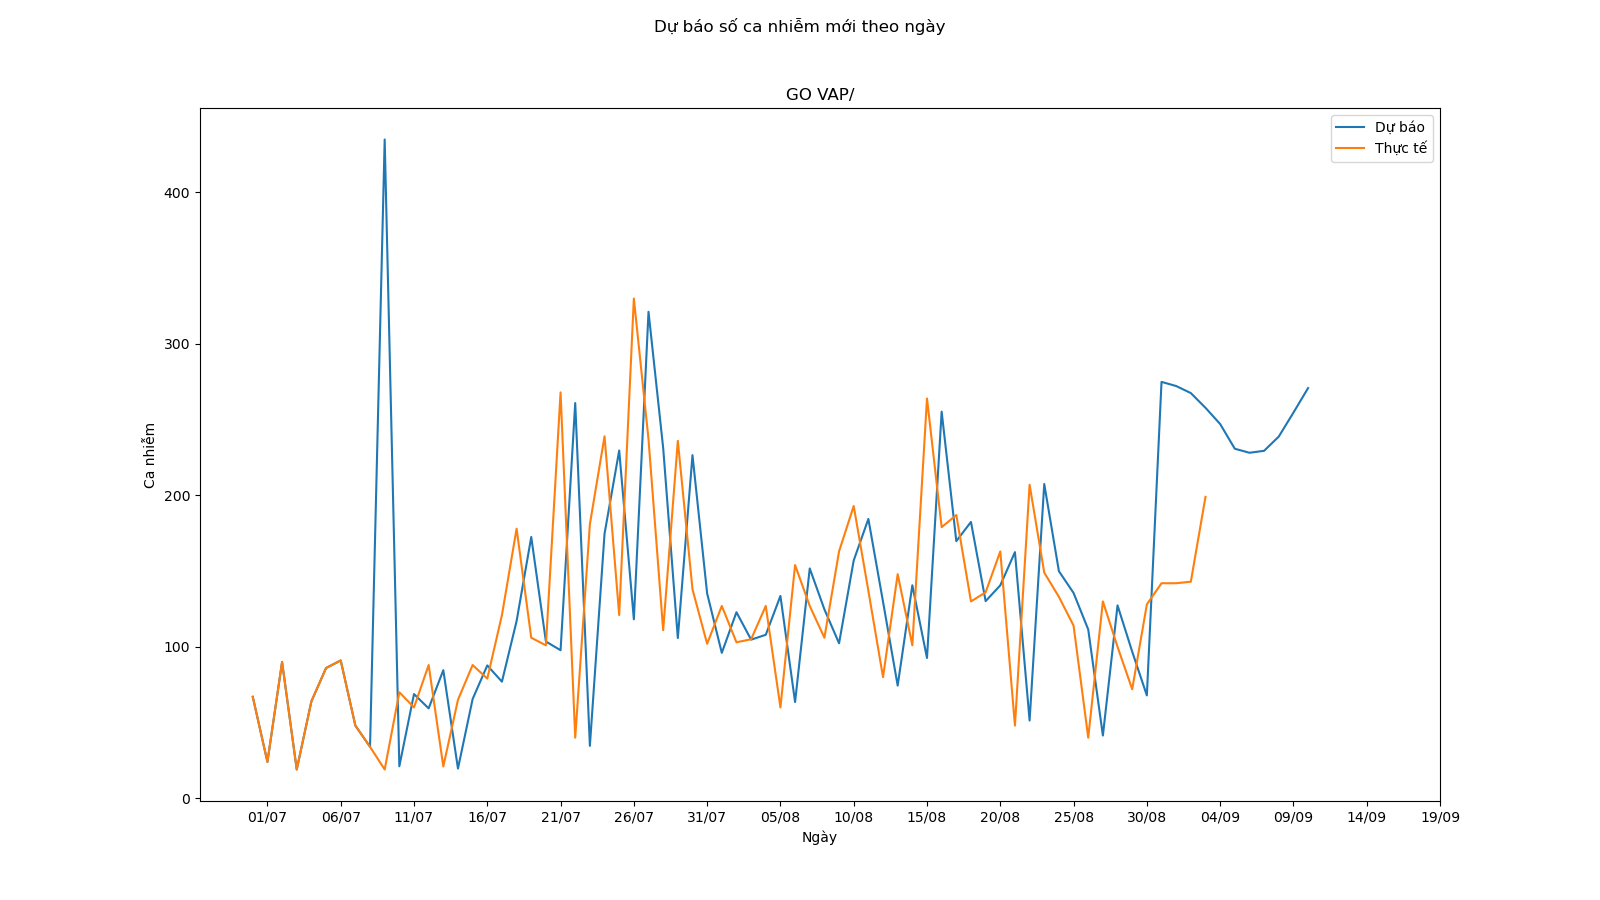 Dự báo số ca nhiễm mới theo ngày
GO VAP/
Dự báo
Thực tế
400
300
200
100
0
Ca nhiễm
01/07 06/07 11/07 16/07 21/07 26/07 31/07 05/08 10/08 15/08 20/08 25/08 30/08 04/09 09/09 14/09 19/09
Ngày